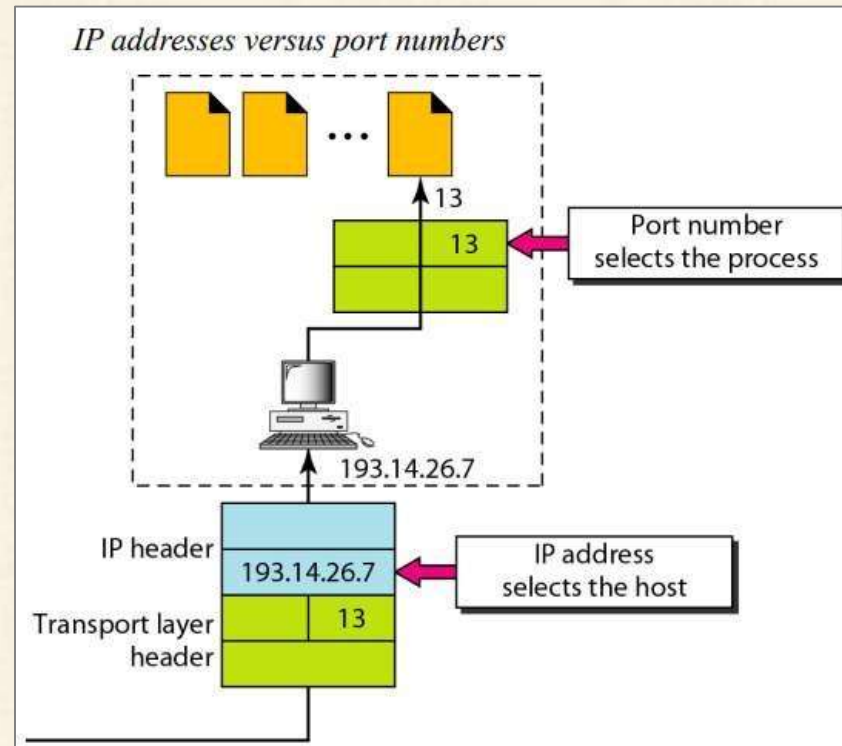 IP addresses versus port numbers
13
13
Port number
selects the process
193.14.26.7
IP header
193.14.26.7
IP address
selects the host
Transport layer
header
13